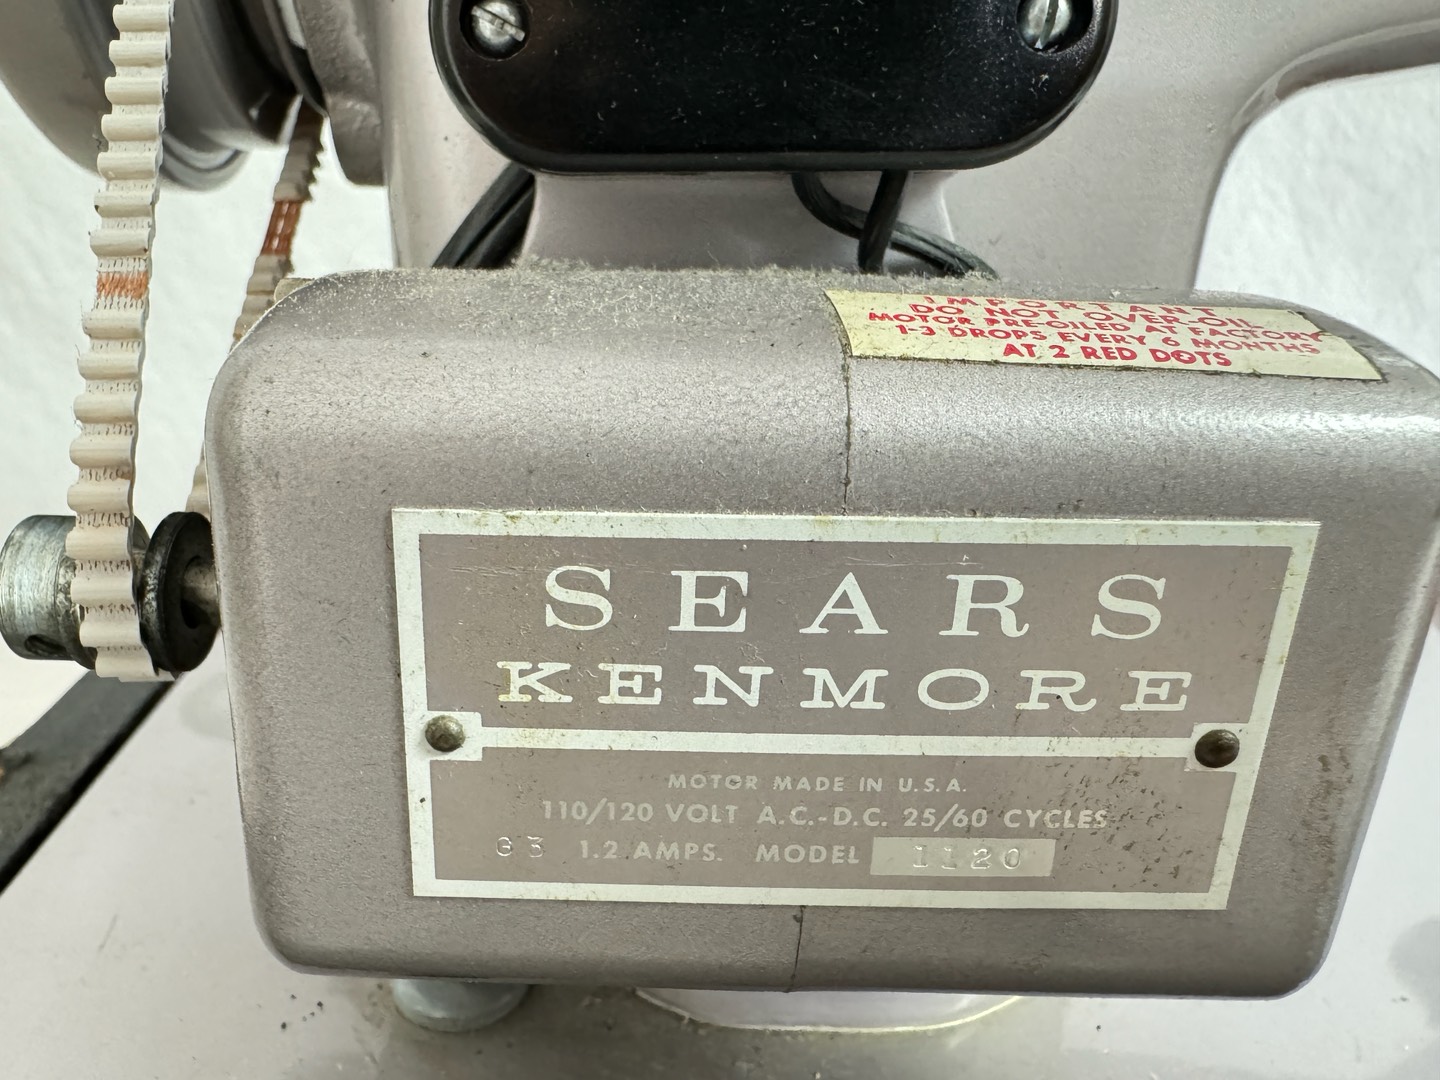 IMPORTANT
DO NOT OVER-OIL
MOTOR PRE-OILED AT FACTORY
1-3 DROPS EVERY 6 MONTHS
AT 2 RED DOTS
SEARS
KENMORE
MOTOR MADE IN U.S.A.
110/120 VOLT A.C.-D.C. 25/60 CYCLES
G3 1.2 AMPS. MODEL 1120